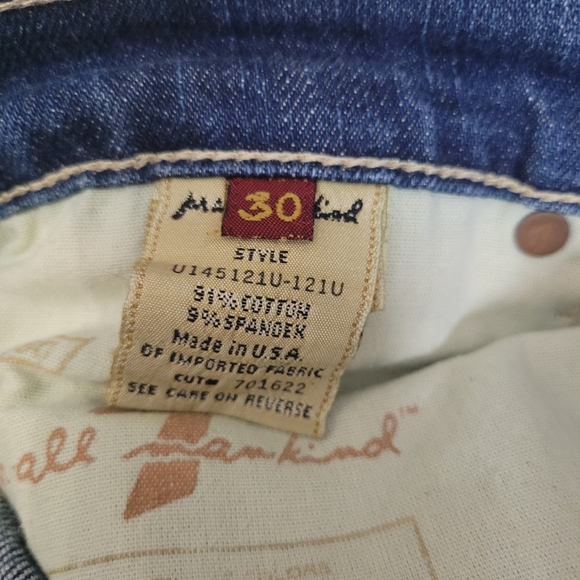 30
STYLE
U145121U-121U
91% COTTON
9% SPANDEX
Made in U.S.A.
OF IMPORTED FABRIC
CUT# 701622
SEE CARE ON REVERSE
all mankind™